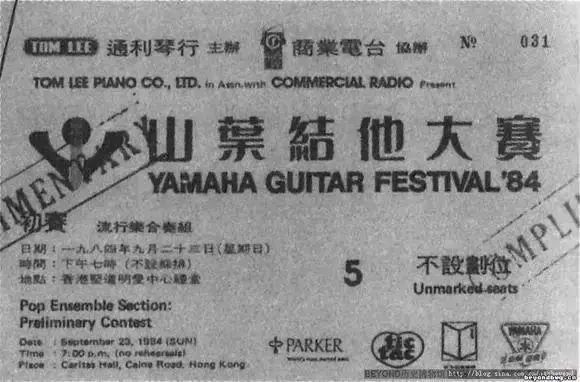 TOM LEE 通利琴行 主辦 商業電台 協辦 No 031
TOM LEE PIANO CO., LTD. in Assn. with COMMERCIAL RADIO Present
山葉結他大賽
YAMAHA GUITAR FESTIVAL '84
IMENTARY
COMPLIM
初賽 流行樂合奏組
日期：一九八四年九月二十三日(星期日)
時間：下午七時(不設綵排)
地點：香港堅道明愛中心禮堂
5 不設劃位
Unmarked seats
Pop Ensemble Section:
Preliminary Contest
Date : September 23, 1984 (SUN)
Time : 7:00 p.m. (no rehearsals)
Place : Caritas Hall, Caine Road, Hong Kong
PARKER
tic tac
YAMAHA